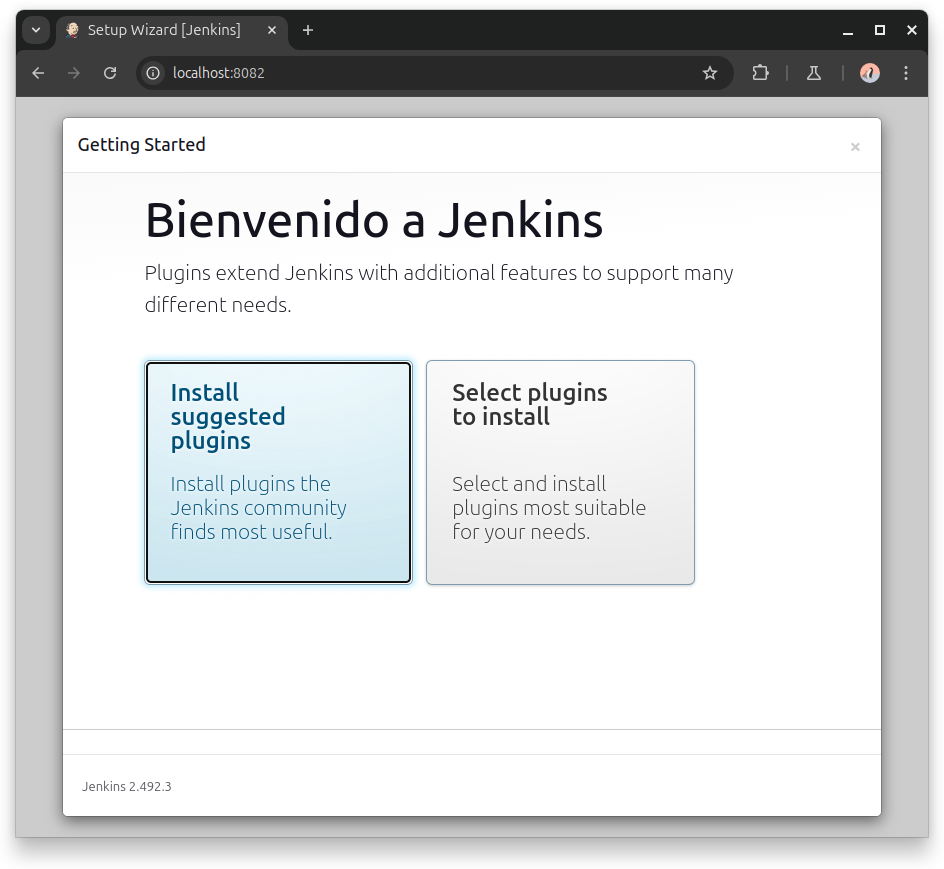 Setup Wizard [Jenkins]
localhost:8082
Getting Started
Bienvenido a Jenkins
Plugins extend Jenkins with additional features to support many
different needs.
Install
suggested
plugins
Install plugins the
Jenkins community
finds most useful.
Select plugins
to install
Select and install
plugins most suitable
for your needs.
Jenkins 2.492.3